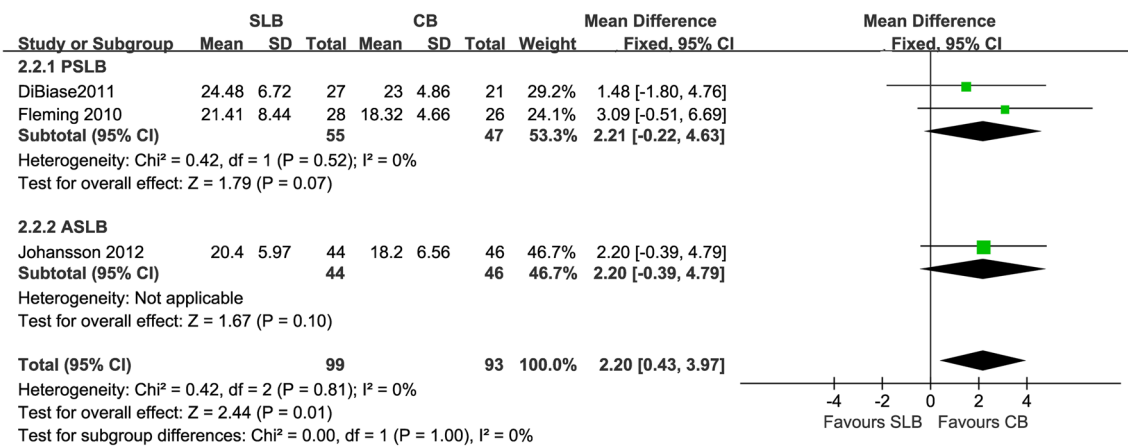 SLB CB Mean Difference Mean Difference
Study or Subgroup Mean SD Total Mean SD Total Weight Fixed, 95% CI Fixed, 95% CI
2.2.1 PSLB
DiBiase2011 24.48 6.72 27 23 4.86 21 29.2% 1.48 [-1.80, 4.76]
Fleming 2010 21.41 8.44 28 18.32 4.66 26 24.1% 3.09 [-0.51, 6.69]
Subtotal (95% CI) 55 47 53.3% 2.21 [-0.22, 4.63]
Heterogeneity: Chi² = 0.42, df = 1 (P = 0.52); I² = 0%
Test for overall effect: Z = 1.79 (P = 0.07)
2.2.2 ASLB
Johansson 2012 20.4 5.97 44 18.2 6.56 46 46.7% 2.20 [-0.39, 4.79]
Subtotal (95% CI) 44 46 46.7% 2.20 [-0.39, 4.79]
Heterogeneity: Not applicable
Test for overall effect: Z = 1.67 (P = 0.10)
Total (95% CI) 99 93 100.0% 2.20 [0.43, 3.97]
Heterogeneity: Chi² = 0.42, df = 2 (P = 0.81); I² = 0%
Test for overall effect: Z = 2.44 (P = 0.01)
Test for subgroup differences: Chi² = 0.00, df = 1 (P = 1.00), I² = 0%
-4 -2 0 2 4
Favours SLB Favours CB